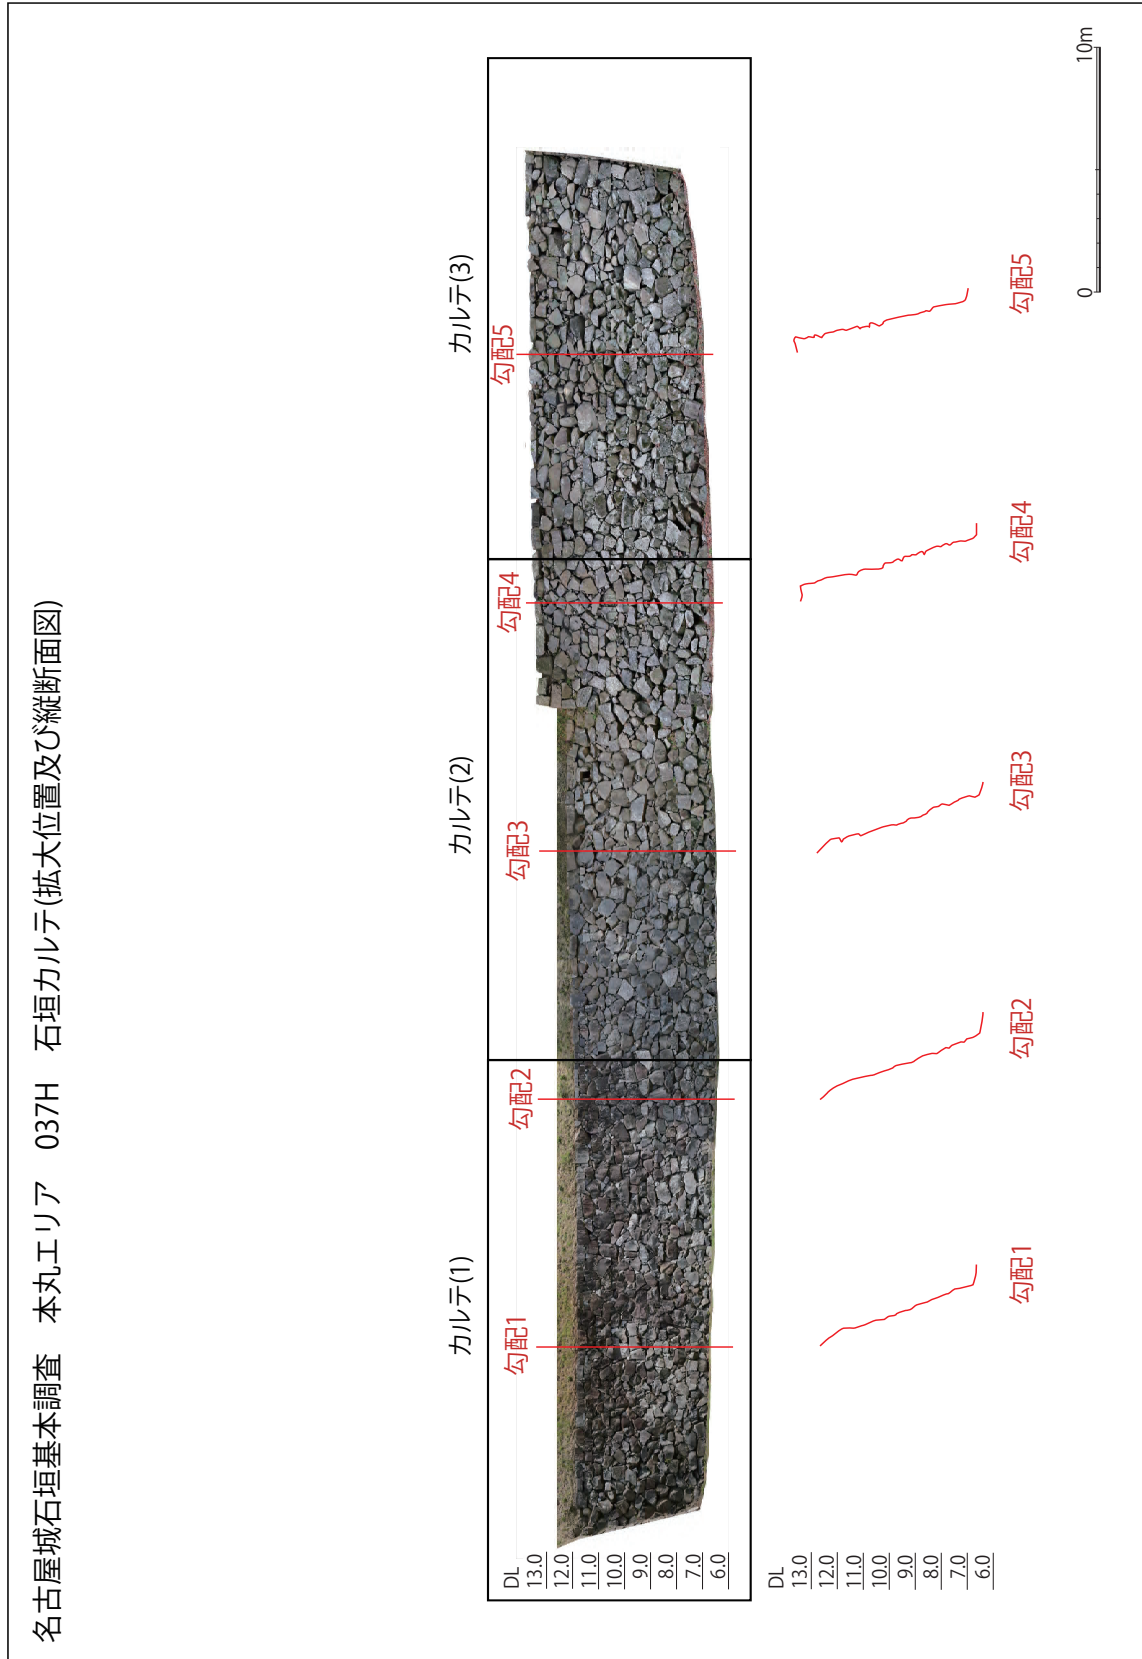 名古屋城石垣基本調査　本丸エリア　037H　石垣カルテ(拡大位置及び縦断面図)
カルテ(1)
カルテ(2)
カルテ(3)
勾配1
勾配2
勾配3
勾配4
勾配5
DL
13.0
12.0
11.0
10.0
9.0
8.0
7.0
6.0
DL
13.0
12.0
11.0
10.0
9.0
8.0
7.0
6.0
勾配1
勾配2
勾配3
勾配4
勾配5
0
10m